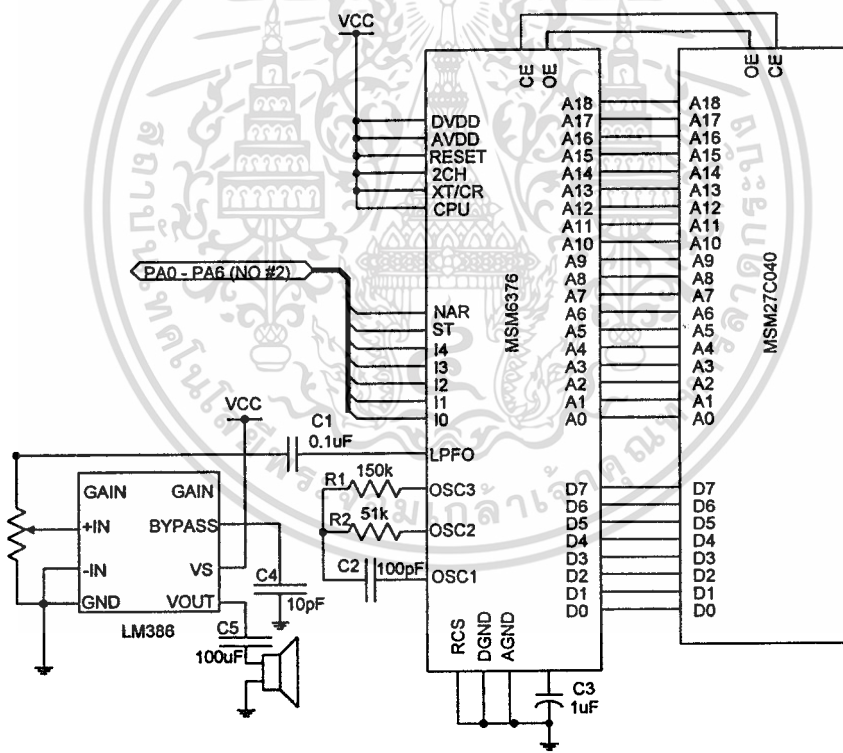 VCC
CE
OE
OE
CE
DVDD
AVDD
RESET
2CH
XT/CR
CPU
PA0 - PA6 (NO #2)
NAR
ST
I4
I3
I2
I1
I0
LPFO
OSC3
OSC2
OSC1
MSM6376
RCS
DGND
AGND
A18
A17
A16
A15
A14
A13
A12
A11
A10
A9
A8
A7
A6
A5
A4
A3
A2
A1
A0
D7
D6
D5
D4
D3
D2
D1
D0
A18
A17
A16
A15
A14
A13
A12
A11
A10
A9
A8
A7
A6
A5
A4
A3
A2
A1
A0
D7
D6
D5
D4
D3
D2
D1
D0
MSM27C040
VCC
C1
0.1uF
R1 150k
R2 51k
C2 100pF
GAIN GAIN
+IN BYPASS
-IN VS
GND VOUT
LM386
C4
10pF
C5
100uF
C3
1uF